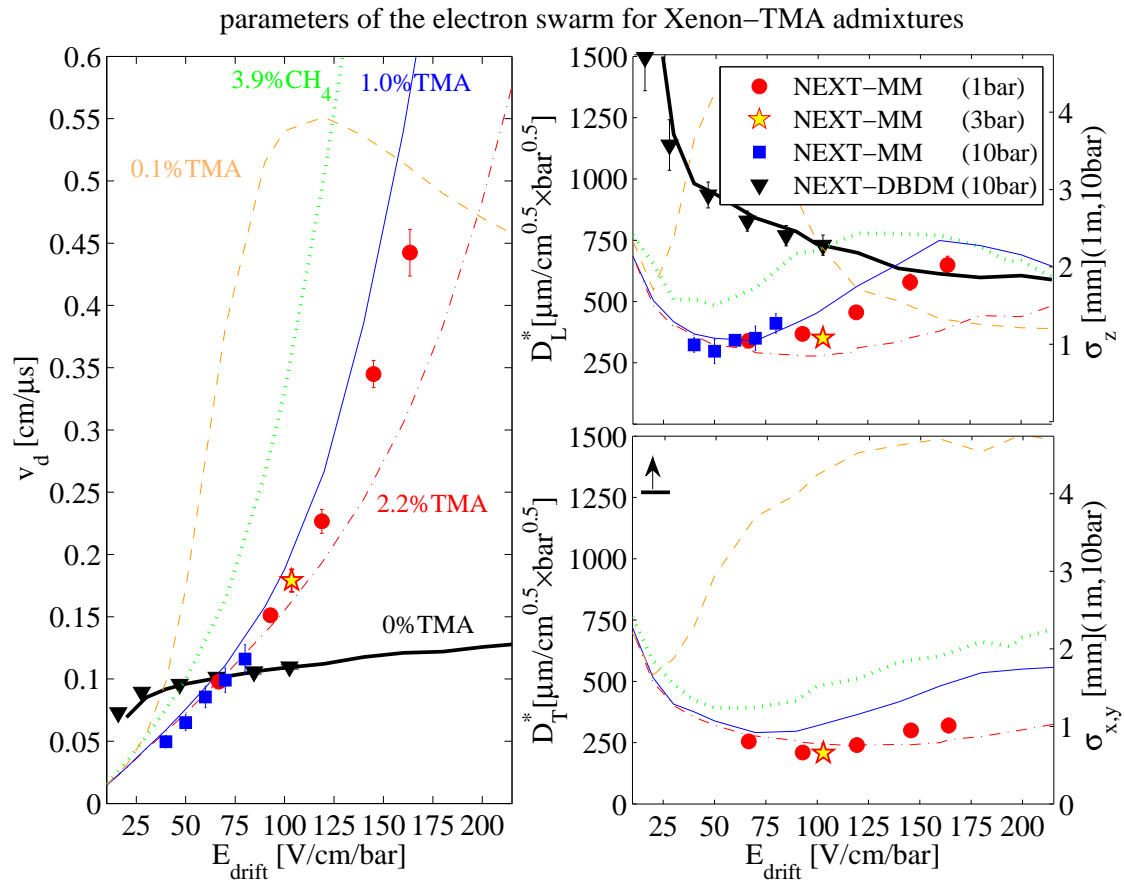 parameters of the electron swarm for Xenon−TMA admixtures
0.6
0.55
0.5
0.45
0.4
0.35
0.3
0.25
0.2
0.15
0.1
0.05
0
v_d [cm/μs]
3.9%CH_4
1.0%TMA
0.1%TMA
2.2%TMA
0%TMA
25 50 75 100 125 150 175 200
E_drift [V/cm/bar]
1500
1250
1000
750
500
250
D_L^* [μm/cm^0.5×bar^0.5]
NEXT−MM (1bar)
NEXT−MM (3bar)
NEXT−MM (10bar)
NEXT−DBDM (10bar)
4
3
2
1
σ_z [mm](1m,10bar)
1500
1250
1000
750
500
250
0
D_T^* [μm/cm^0.5×bar^0.5]
4
3
2
1
0
σ_x,y [mm](1m,10bar)
25 50 75 100 125 150 175 200
E_drift [V/cm/bar]